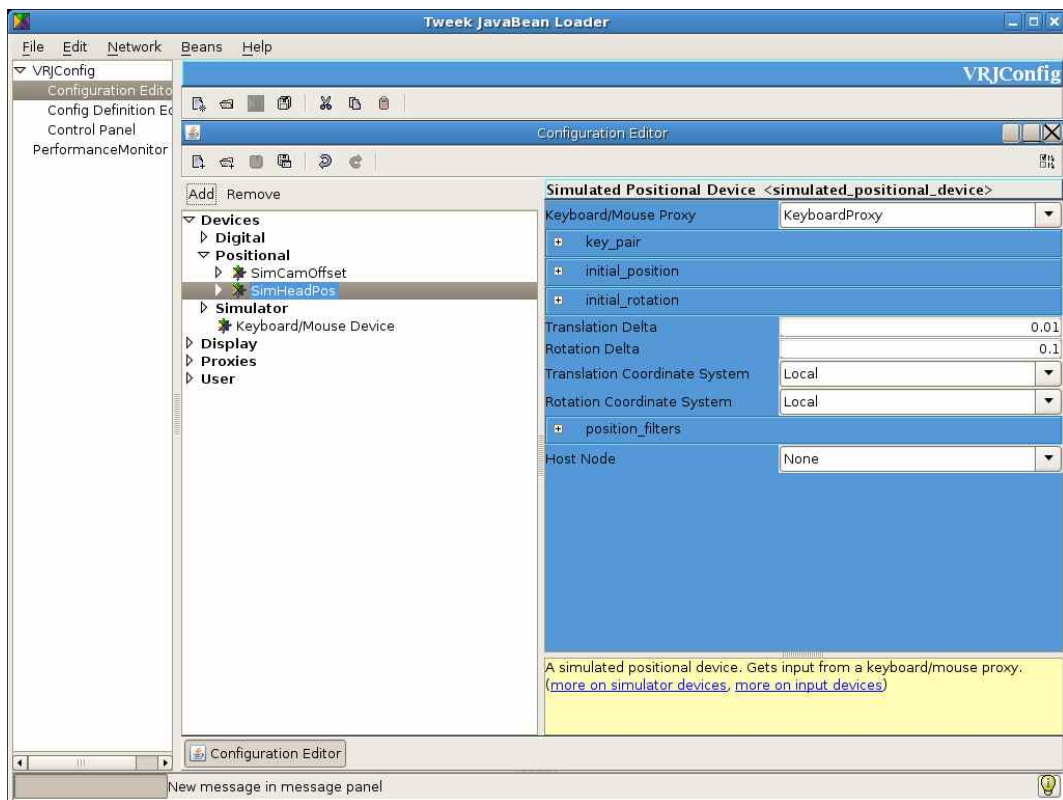 Tweek JavaBean Loader
File Edit Network Beans Help
VRJConfig
Configuration Edito
Config Definition Ed
Control Panel
PerformanceMonitor
VRJConfig
Configuration Editor
Add Remove
Devices
Digital
Positional
SimCamOffset
SimHeadPos
Simulator
Keyboard/Mouse Device
Display
Proxies
User
Simulated Positional Device <simulated_positional_device>
Keyboard/Mouse Proxy KeyboardProxy
key_pair
initial_position
initial_rotation
Translation Delta 0.01
Rotation Delta 0.1
Translation Coordinate System Local
Rotation Coordinate System Local
position_filters
Host Node None
A simulated positional device. Gets input from a keyboard/mouse proxy.
(more on simulator devices, more on input devices)
Configuration Editor
New message in message panel